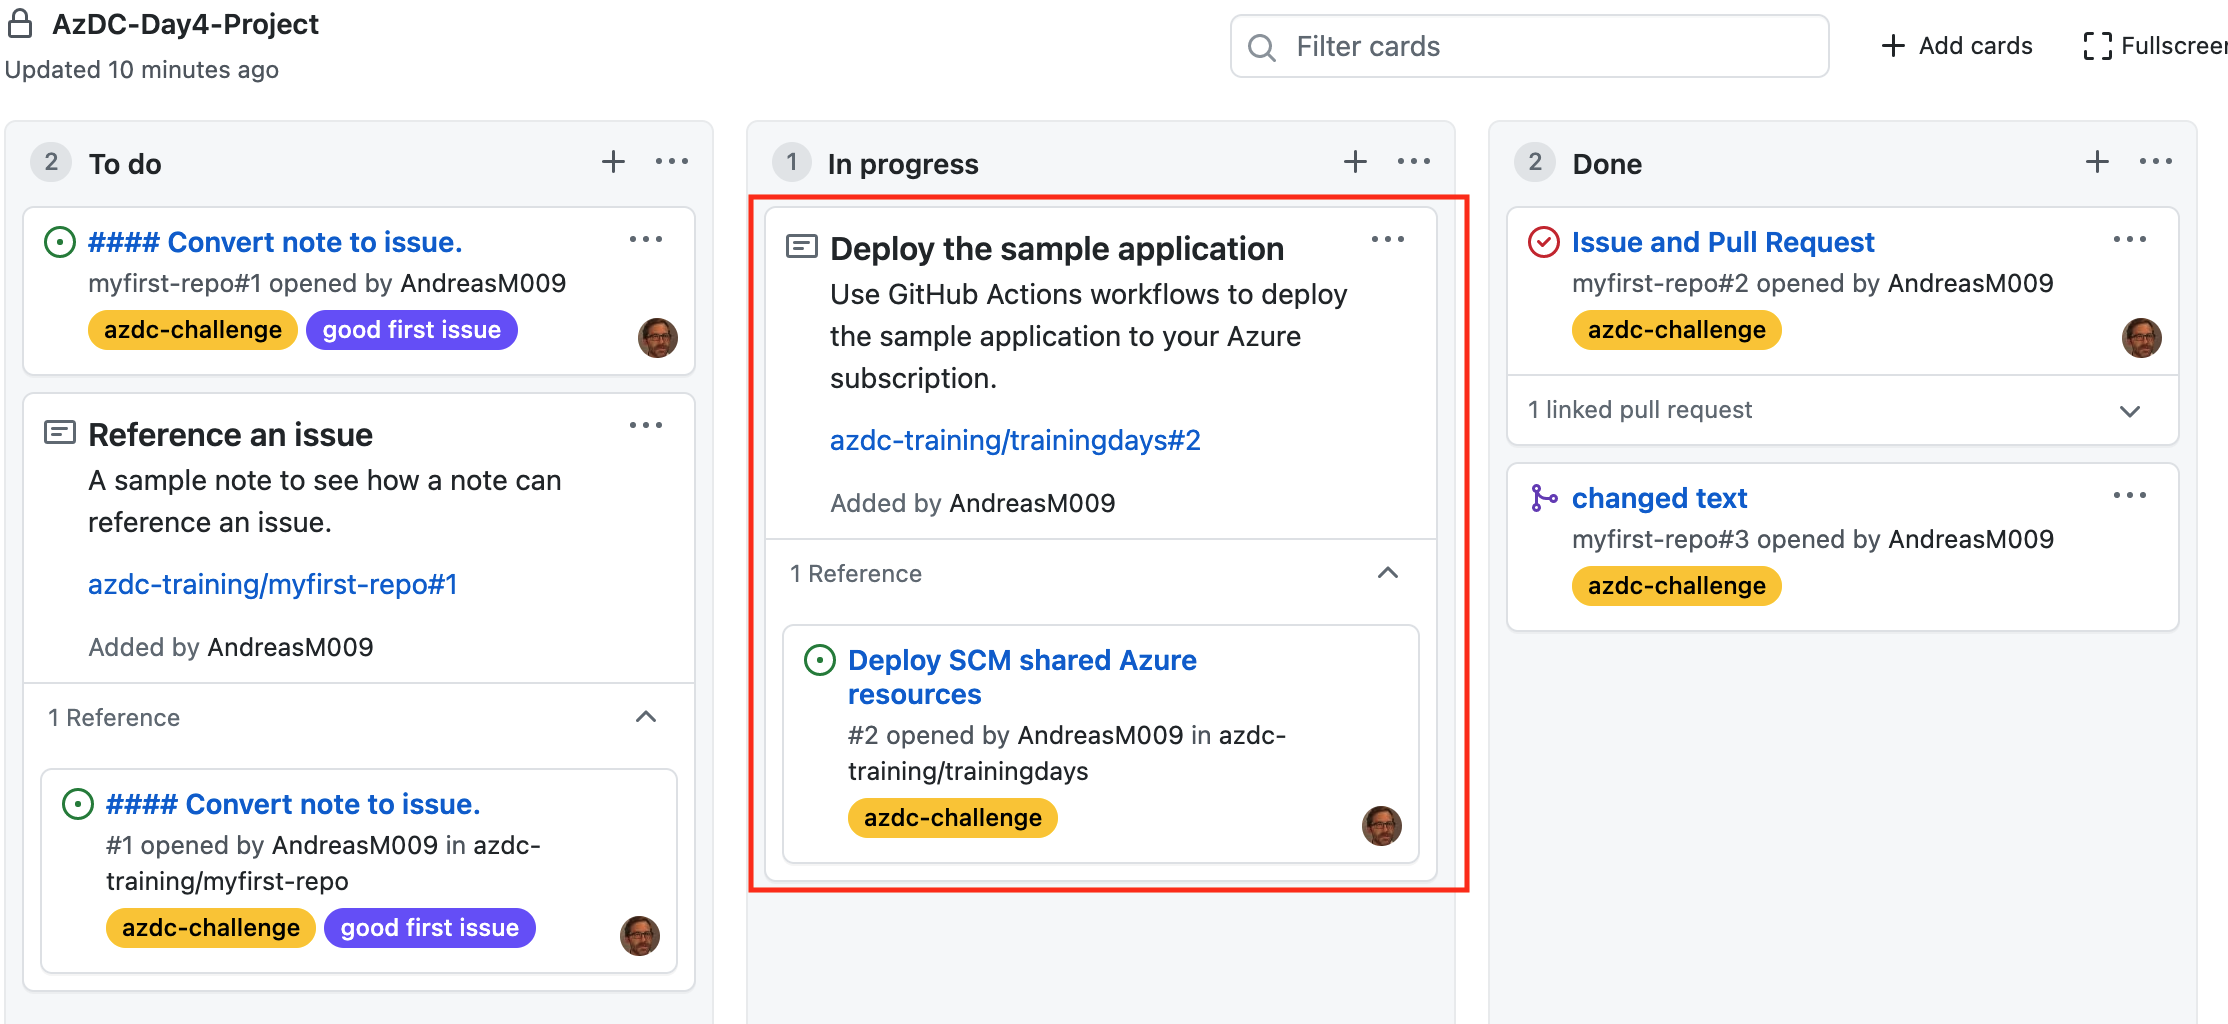 AzDC-Day4-Project
Updated 10 minutes ago
Filter cards
Add cards
Fullscreen
2 To do
#### Convert note to issue.
myfirst-repo#1 opened by AndreasM009
azdc-challenge good first issue
Reference an issue
A sample note to see how a note can
reference an issue.
azdc-training/myfirst-repo#1
Added by AndreasM009
1 Reference
#### Convert note to issue.
#1 opened by AndreasM009 in azdc-
training/myfirst-repo
azdc-challenge good first issue
1 In progress
Deploy the sample application
Use GitHub Actions workflows to deploy
the sample application to your Azure
subscription.
azdc-training/trainingdays#2
Added by AndreasM009
1 Reference
Deploy SCM shared Azure
resources
#2 opened by AndreasM009 in azdc-
training/trainingdays
azdc-challenge
2 Done
Issue and Pull Request
myfirst-repo#2 opened by AndreasM009
azdc-challenge
1 linked pull request
changed text
myfirst-repo#3 opened by AndreasM009
azdc-challenge